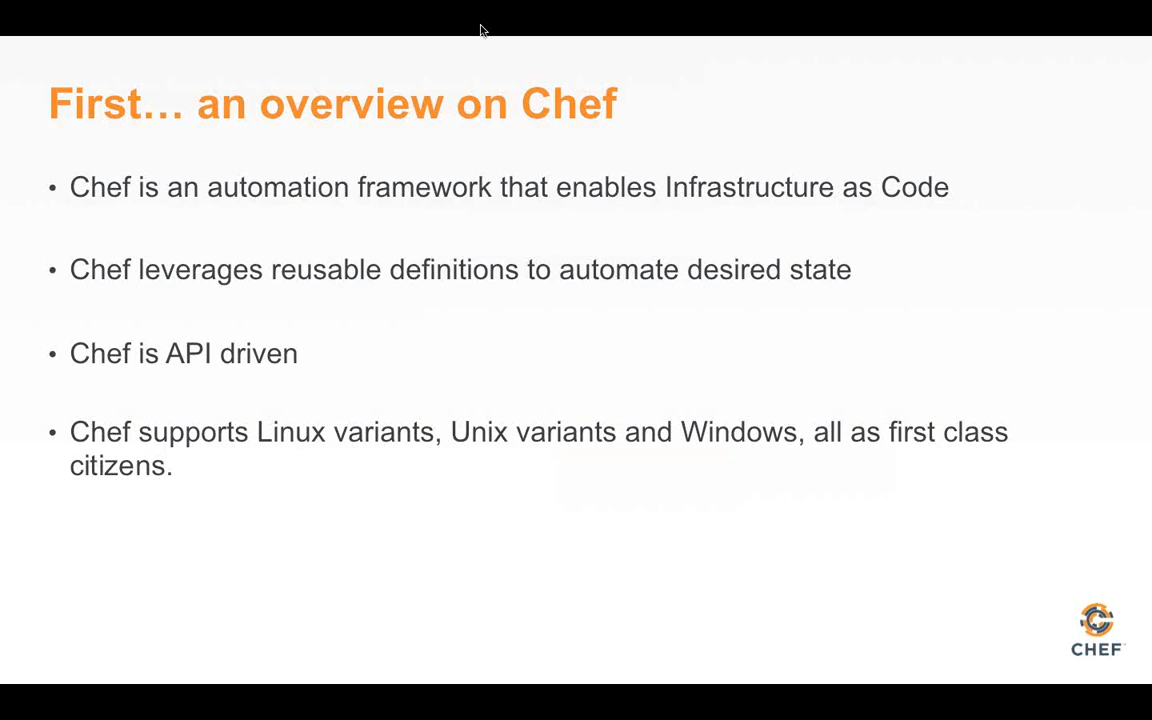 First… an overview on Chef
• Chef is an automation framework that enables Infrastructure as Code
• Chef leverages reusable definitions to automate desired state
• Chef is API driven
• Chef supports Linux variants, Unix variants and Windows, all as first class
citizens.
CHEF™